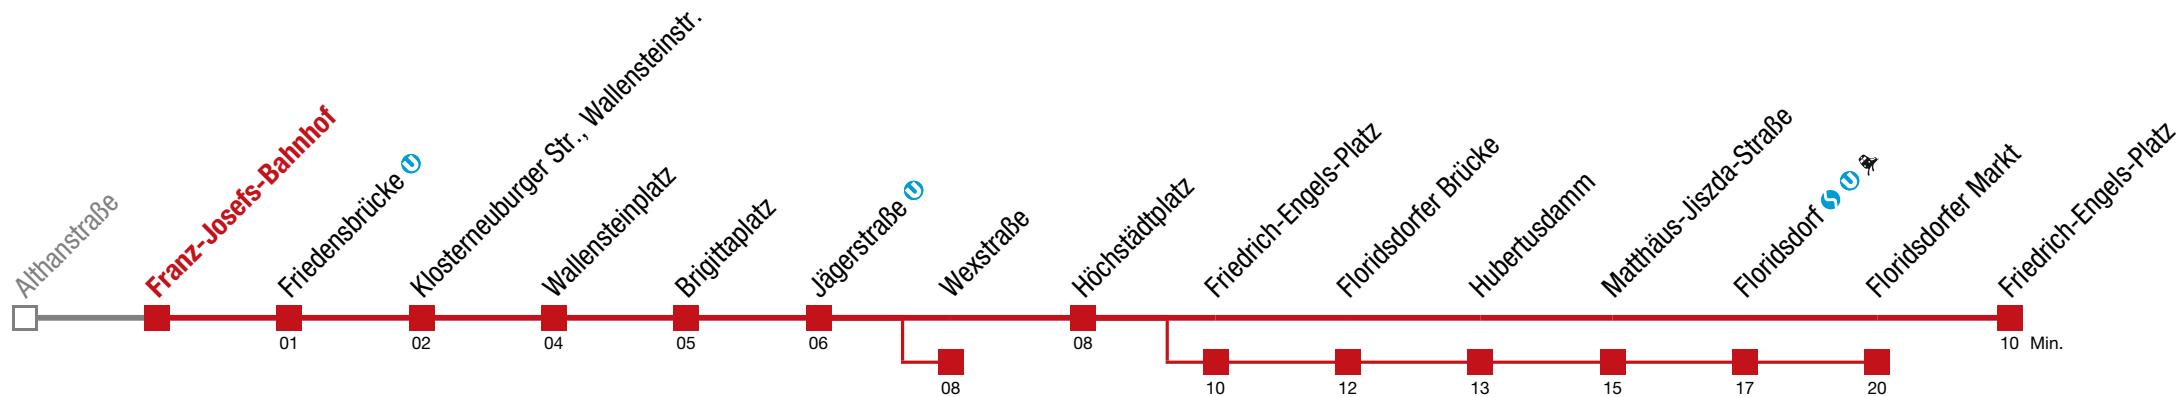 Althanstraße
Franz-Josefs-Bahnhof
Friedensbrücke U
Klosterneuburger Str., Wallensteinstr.
Wallensteinplatz
Brigittaplatz
Jägerstraße U
Wexstraße
Höchstädtplatz
Friedrich-Engels-Platz
Floridsdorfer Brücke
Hubertusdamm
Matthäus-Jiszda-Straße
Floridsdorf S U
Floridsdorfer Markt
Friedrich-Engels-Platz
01 02 04 05 06 08 10 Min.
08 10 12 13 15 17 20